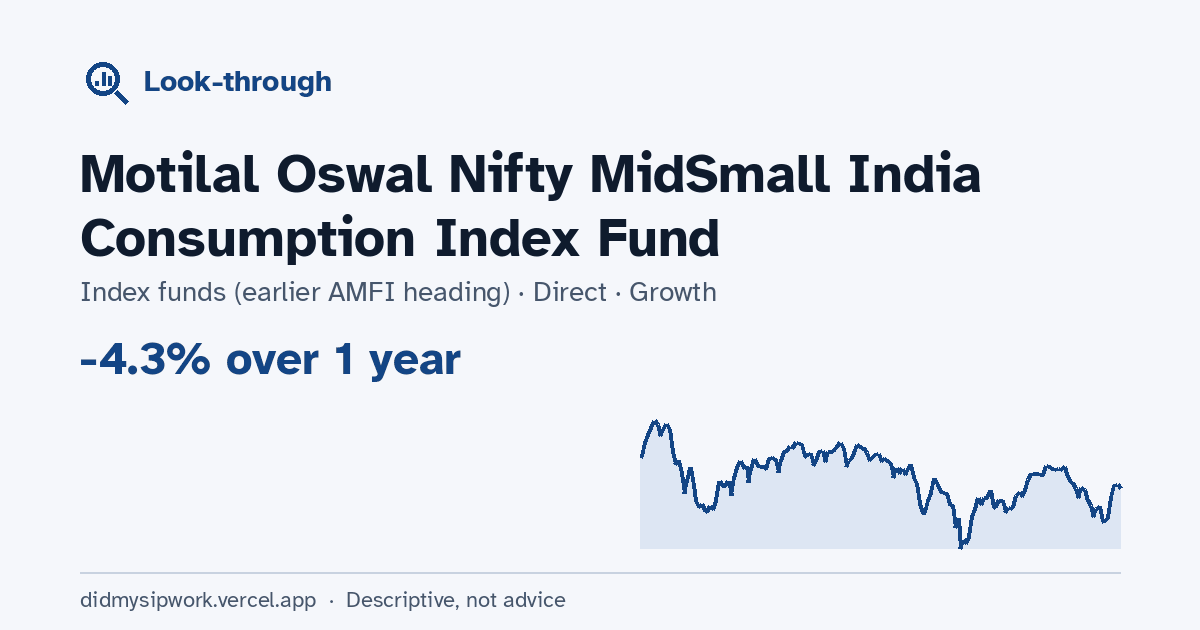 Look-through
Motilal Oswal Nifty MidSmall India
Consumption Index Fund
Index funds (earlier AMFI heading) · Direct · Growth
-4.3% over 1 year
didmysipwork.vercel.app · Descriptive, not advice